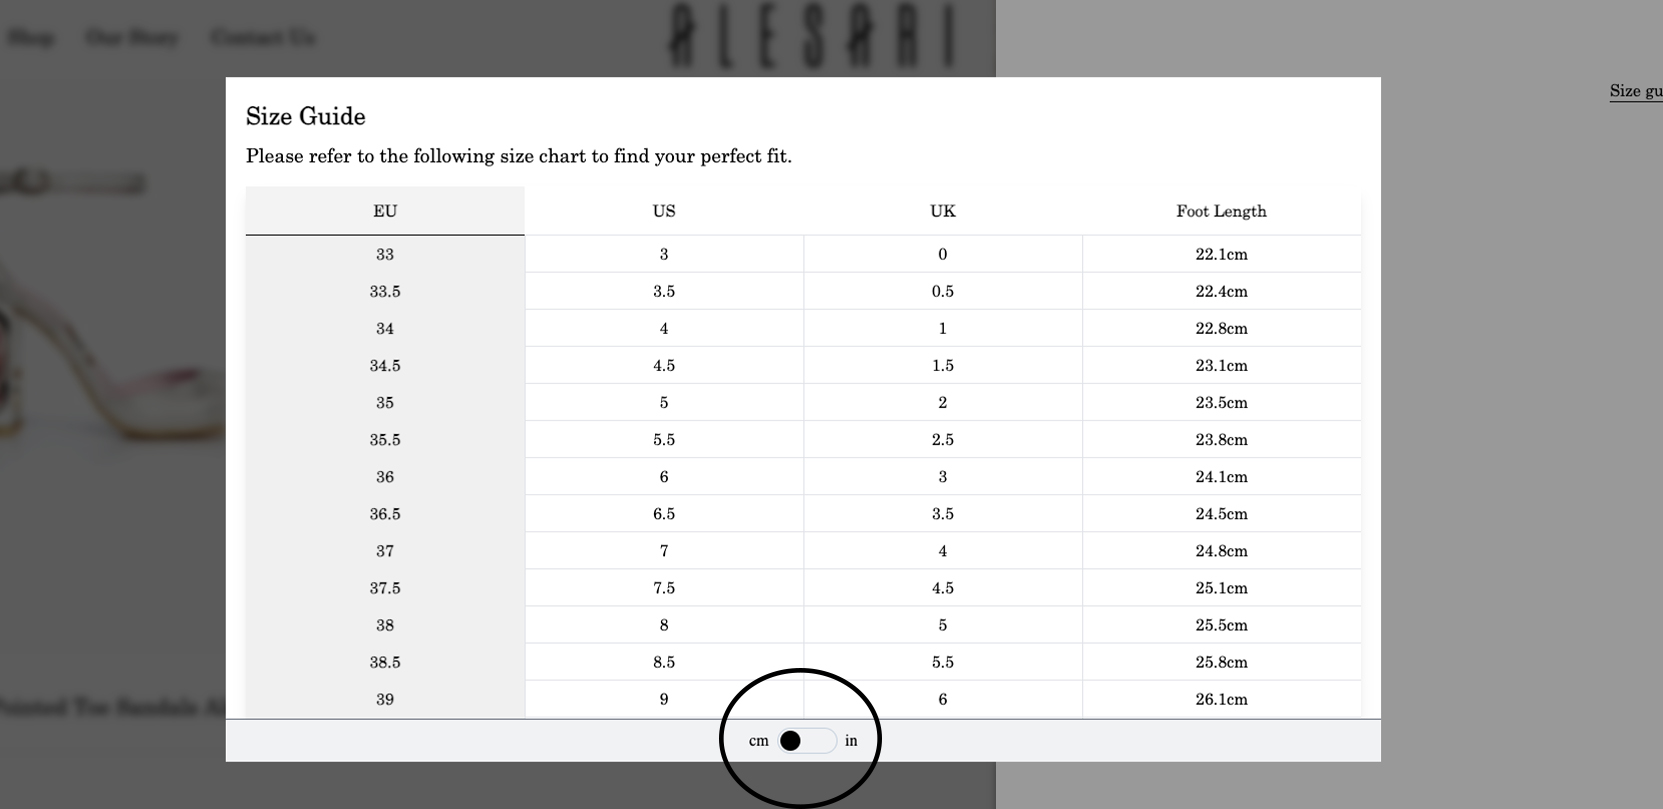 Shop Our Story Contact Us
ALESARI
Size gu
Size Guide
Please refer to the following size chart to find your perfect fit.
EU US UK Foot Length
33 3 0 22.1cm
33.5 3.5 0.5 22.4cm
34 4 1 22.8cm
34.5 4.5 1.5 23.1cm
35 5 2 23.5cm
35.5 5.5 2.5 23.8cm
36 6 3 24.1cm
36.5 6.5 3.5 24.5cm
37 7 4 24.8cm
37.5 7.5 4.5 25.1cm
38 8 5 25.5cm
38.5 8.5 5.5 25.8cm
39 9 6 26.1cm
Pointed Toe Sandals Al
cm in